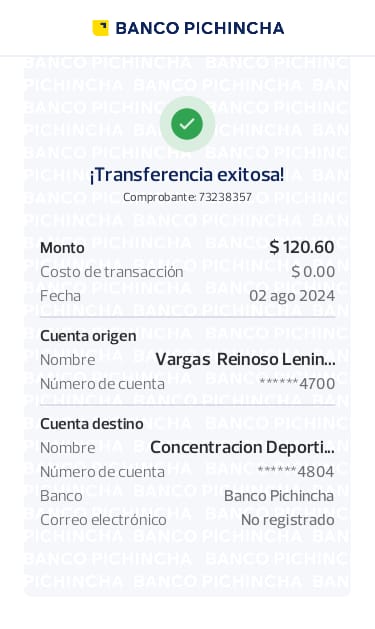 BANCO PICHINCHA
¡Transferencia exitosa!
Comprobante: 73238357
Monto $ 120.60
Costo de transacción $ 0.00
Fecha 02 ago 2024
Cuenta origen
Nombre Vargas Reinoso Lenin...
Número de cuenta ******4700
Cuenta destino
Nombre Concentracion Deporti...
Número de cuenta ******4804
Banco Banco Pichincha
Correo electrónico No registrado